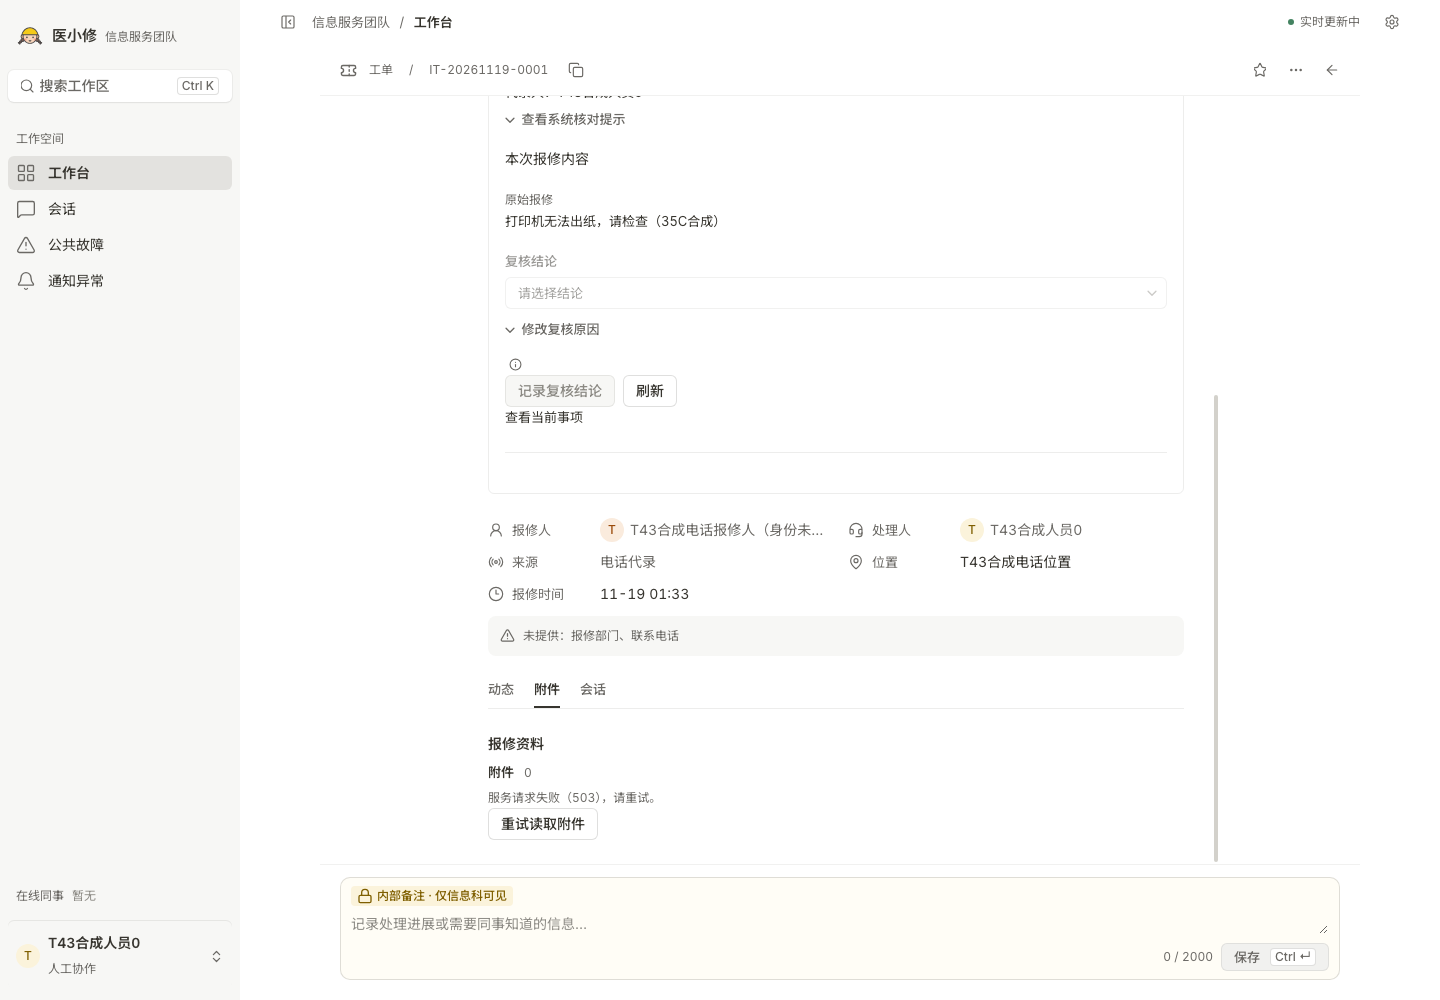 医小修 信息服务团队
信息服务团队 / 工作台
实时更新中
搜索工作区 Ctrl K
工单 / IT-20261119-0001
工作空间
工作台
会话
公共故障
通知异常
查看系统核对提示
本次报修内容
原始报修
打印机无法出纸，请检查（35C合成）
复核结论
请选择结论
修改复核原因
记录复核结论 刷新
查看当前事项
报修人 T T43合成电话报修人（身份未... 处理人 T T43合成人员0
来源 电话代录 位置 T43合成电话位置
报修时间 11-19 01:33
未提供：报修部门、联系电话
动态 附件 会话
报修资料
附件 0
服务请求失败（503），请重试。
重试读取附件
内部备注 · 仅信息科可见
记录处理进展或需要同事知道的信息...
0 / 2000 保存 Ctrl ↵
在线同事 暂无
T T43合成人员0
人工协作